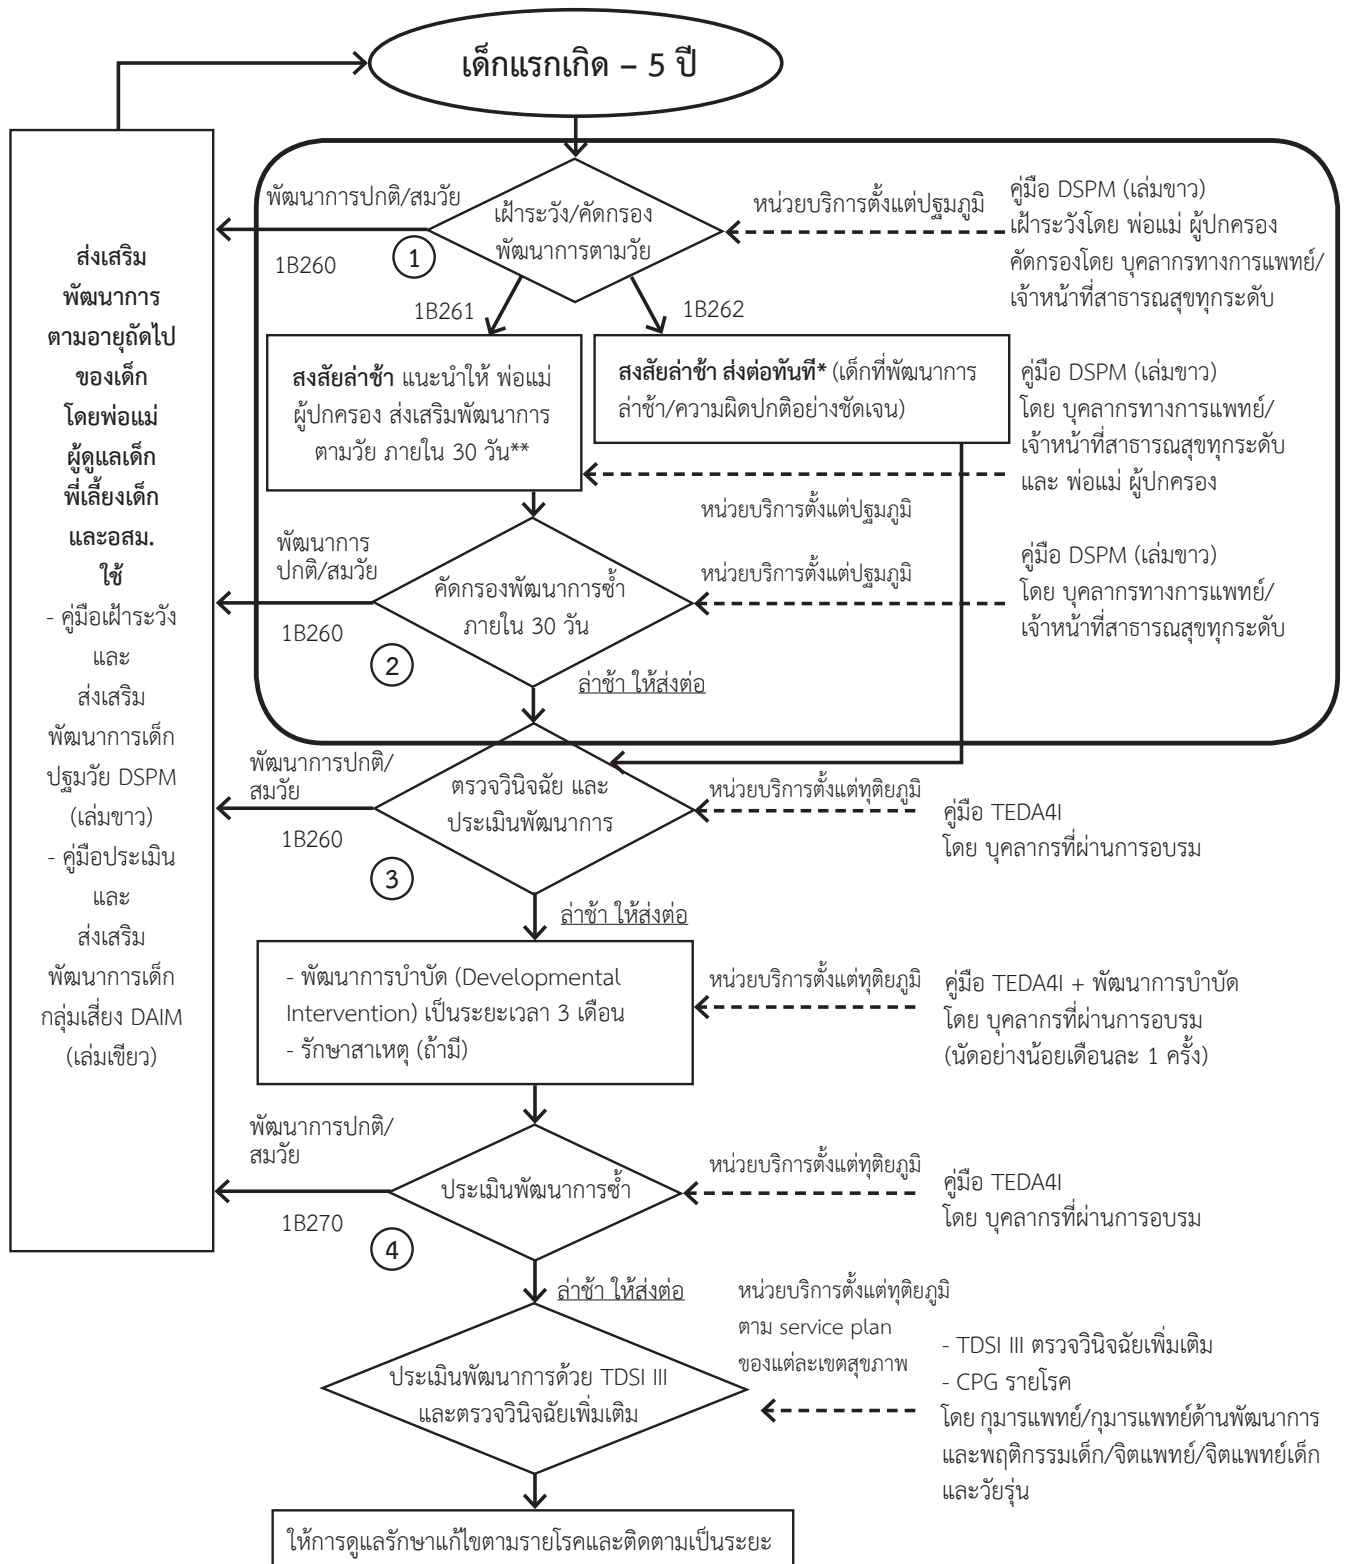 เด็กแรกเกิด – 5 ปี
พัฒนาการปกติ/สมวัย
1B260
1
เฝ้าระวัง/คัดกรอง
พัฒนาการตามวัย
หน่วยบริการตั้งแต่ปฐมภูมิ
คู่มือ DSPM (เล่มขาว)
เฝ้าระวังโดย พ่อแม่ ผู้ปกครอง
คัดกรองโดย บุคลากรทางการแพทย์/
เจ้าหน้าที่สาธารณสุขทุกระดับ
1B261
1B262
ส่งเสริม
พัฒนาการ
ตามอายุถัดไป
ของเด็ก
โดยพ่อแม่
ผู้ดูแลเด็ก
พี่เลี้ยงเด็ก
และอสม.
ใช้
- คู่มือเฝ้าระวัง
และ
ส่งเสริม
พัฒนาการเด็ก
ปฐมวัย DSPM
(เล่มขาว)
- คู่มือประเมิน
และ
ส่งเสริม
พัฒนาการเด็ก
กลุ่มเสี่ยง DAIM
(เล่มเขียว)
สงสัยล่าช้า แนะนำให้ พ่อแม่
ผู้ปกครอง ส่งเสริมพัฒนาการ
ตามวัย ภายใน 30 วัน**
สงสัยล่าช้า ส่งต่อทันที* (เด็กที่พัฒนาการ
ล่าช้า/ความผิดปกติอย่างชัดเจน)
คู่มือ DSPM (เล่มขาว)
โดย บุคลากรทางการแพทย์/
เจ้าหน้าที่สาธารณสุขทุกระดับ
และ พ่อแม่ ผู้ปกครอง
หน่วยบริการตั้งแต่ปฐมภูมิ
พัฒนาการ
ปกติ/สมวัย
1B260
2
คัดกรองพัฒนาการซ้ำ
ภายใน 30 วัน
หน่วยบริการตั้งแต่ปฐมภูมิ
คู่มือ DSPM (เล่มขาว)
โดย บุคลากรทางการแพทย์/
เจ้าหน้าที่สาธารณสุขทุกระดับ
ล่าช้า ให้ส่งต่อ
พัฒนาการปกติ/
สมวัย
1B260
3
ตรวจวินิจฉัย และ
ประเมินพัฒนาการ
หน่วยบริการตั้งแต่ทุติยภูมิ
คู่มือ TEDA4I
โดย บุคลากรที่ผ่านการอบรม
ล่าช้า ให้ส่งต่อ
- พัฒนาการบำบัด (Developmental
Intervention) เป็นระยะเวลา 3 เดือน
- รักษาสาเหตุ (ถ้ามี)
หน่วยบริการตั้งแต่ทุติยภูมิ
คู่มือ TEDA4I + พัฒนาการบำบัด
โดย บุคลากรที่ผ่านการอบรม
(นัดอย่างน้อยเดือนละ 1 ครั้ง)
พัฒนาการปกติ/
สมวัย
1B270
4
ประเมินพัฒนาการซ้ำ
หน่วยบริการตั้งแต่ทุติยภูมิ
คู่มือ TEDA4I
โดย บุคลากรที่ผ่านการอบรม
ล่าช้า ให้ส่งต่อ
ประเมินพัฒนาการด้วย TDSI III
และตรวจวินิจฉัยเพิ่มเติม
หน่วยบริการตั้งแต่ทุติยภูมิ
ตาม service plan
ของแต่ละเขตสุขภาพ
- TDSI III ตรวจวินิจฉัยเพิ่มเติม
- CPG รายโรค
โดย กุมารแพทย์/กุมารแพทย์ด้านพัฒนาการ
และพฤติกรรมเด็ก/จิตแพทย์/จิตแพทย์เด็ก
และวัยรุ่น
ให้การดูแลรักษาแก้ไขตามรายโรคและติดตามเป็นระยะ